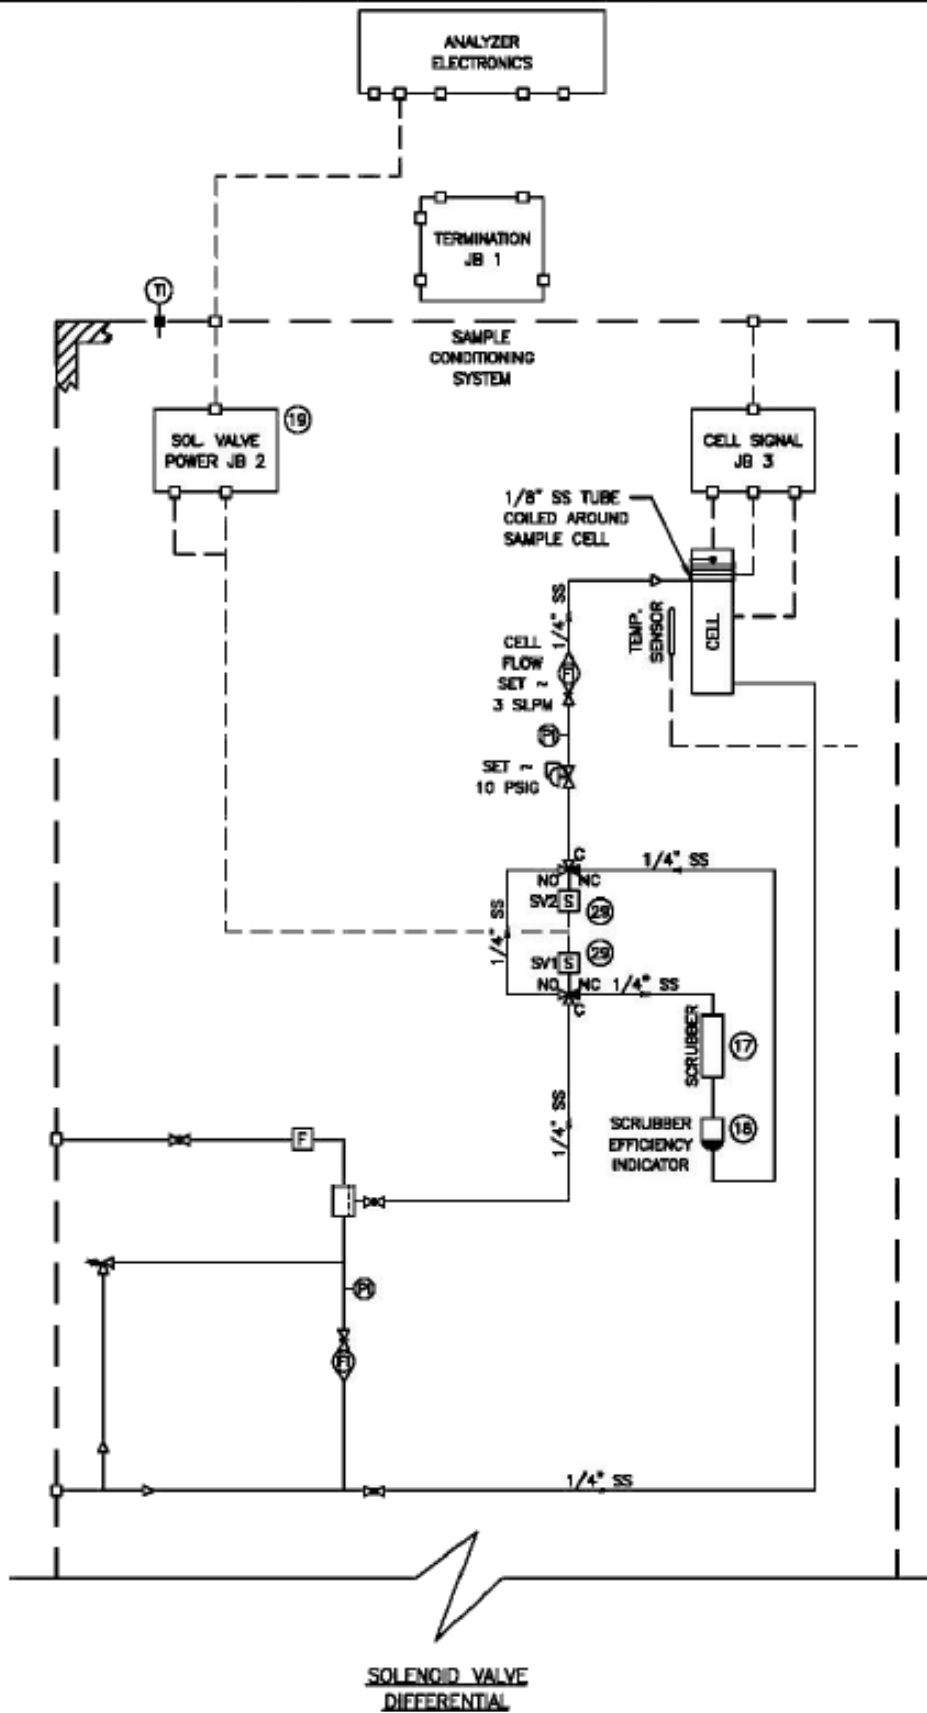 ANALYZER
ELECTRONICS
TERMINATION
JB 1
11
SAMPLE
CONDITIONING
SYSTEM
SOL. VALVE
POWER JB 2
19
CELL SIGNAL
JB 3
1/8" SS TUBE
COILED AROUND
SAMPLE CELL
1/4" SS
TEMP.
SENSOR
CELL
CELL
FLOW
SET ~
3 SLPM
FI
PI
SET ~
10 PSIG
C
1/4" SS
NO NC
SV2 S 29
1/4" SS
SV1 S 29
NO NC 1/4" SS
C
SCRUBBER
17
1/4" SS
SCRUBBER
EFFICIENCY
INDICATOR
18
F
PI
FI
1/4" SS
SOLENOID VALVE
DIFFERENTIAL